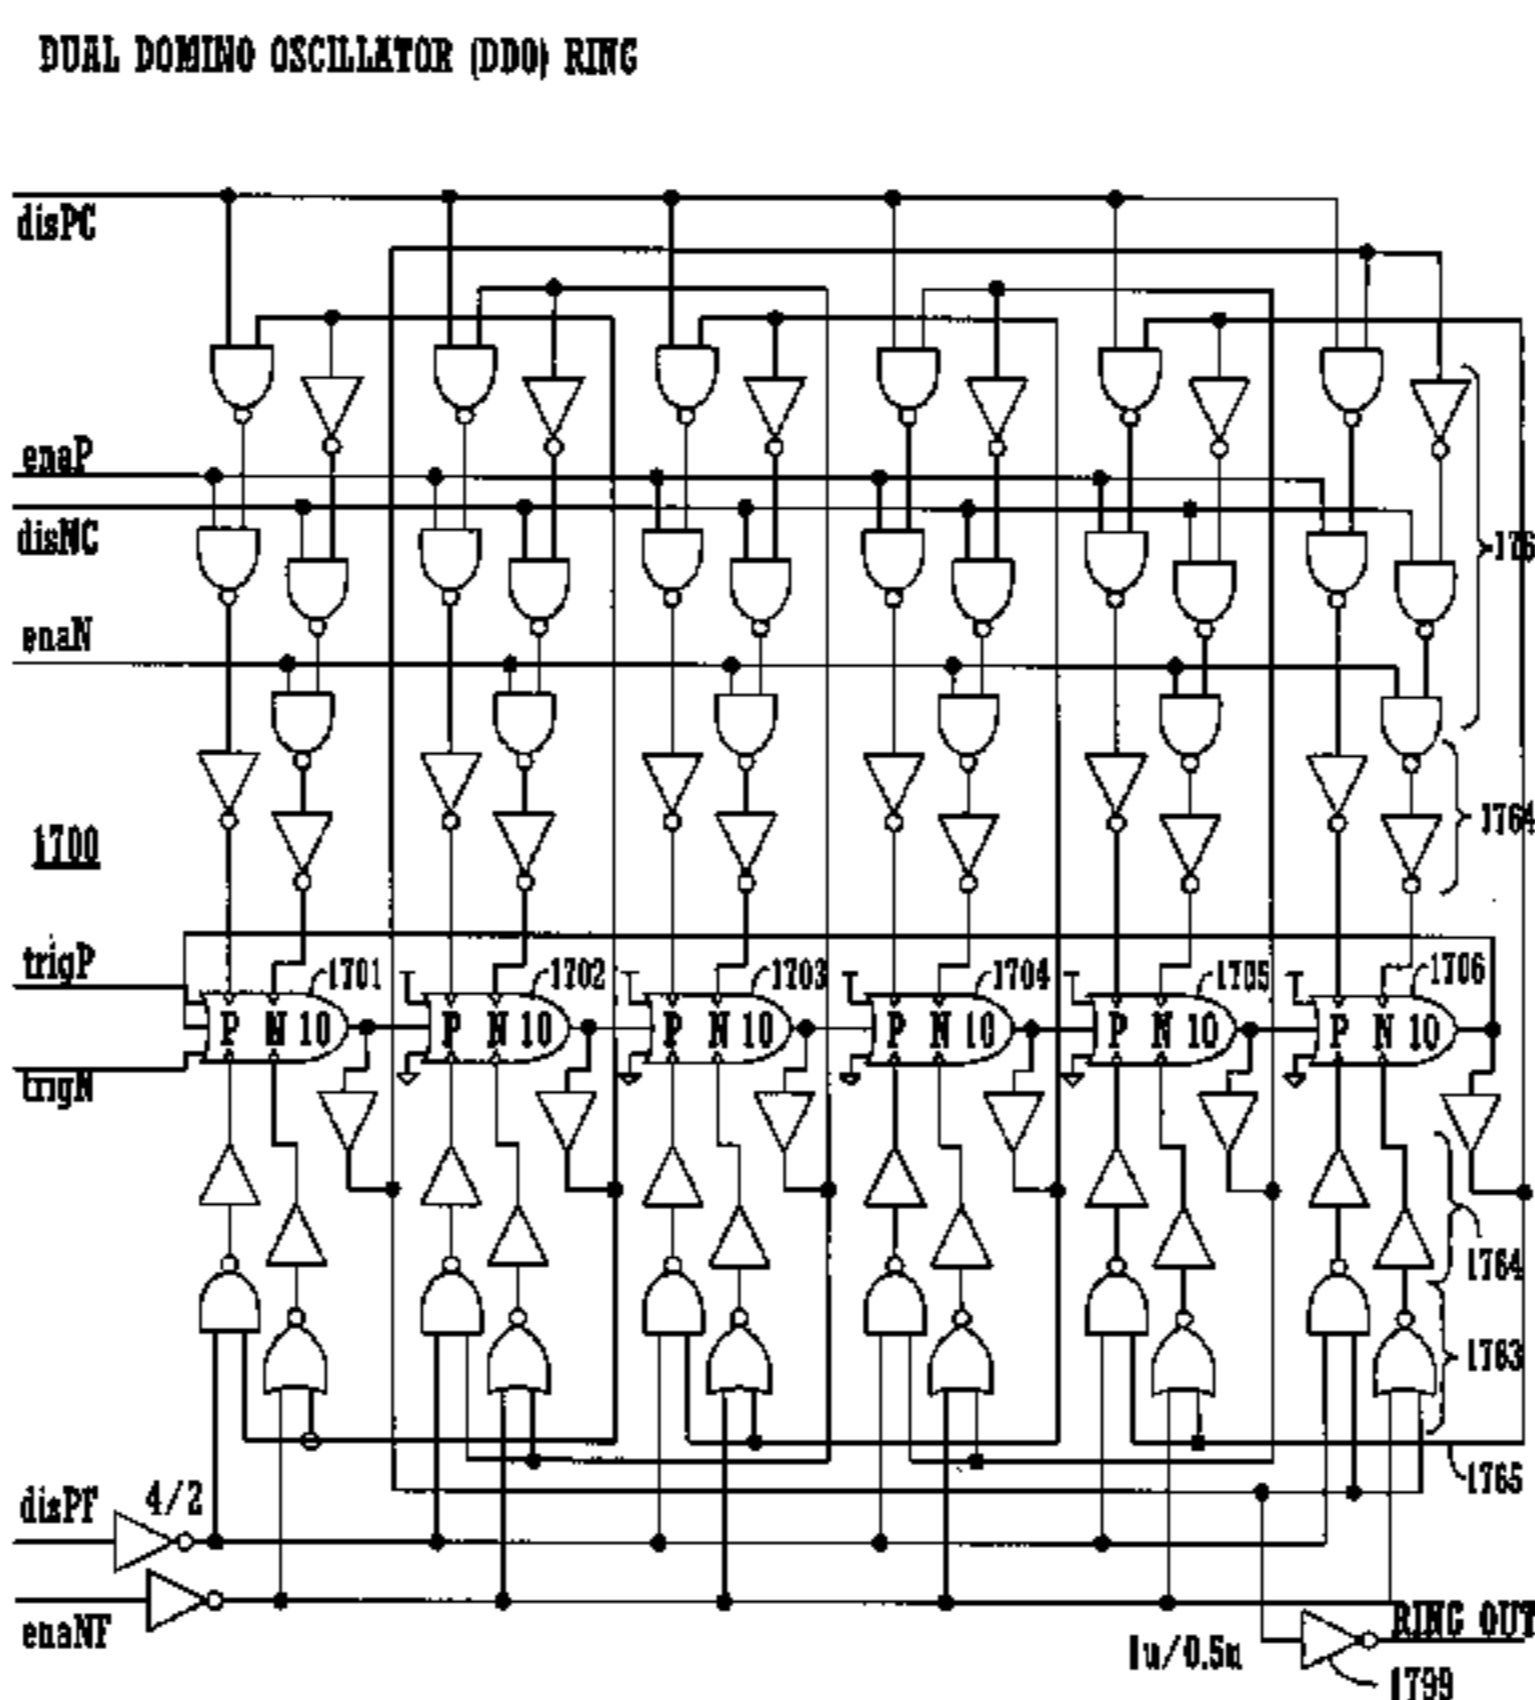 DUAL DOMINO OSCILLATOR (DDO) RING
disPC
enaP
disNC
176
enaN
1764
1700
trigP
1701
1702
1703
1704
1705
1706
P N 10
P N 10
P N 10
P N 10
P N 10
P N 10
trigN
1764
1763
1765
disPF
4/2
enaNF
RING OUT
1u/0.5u
1799